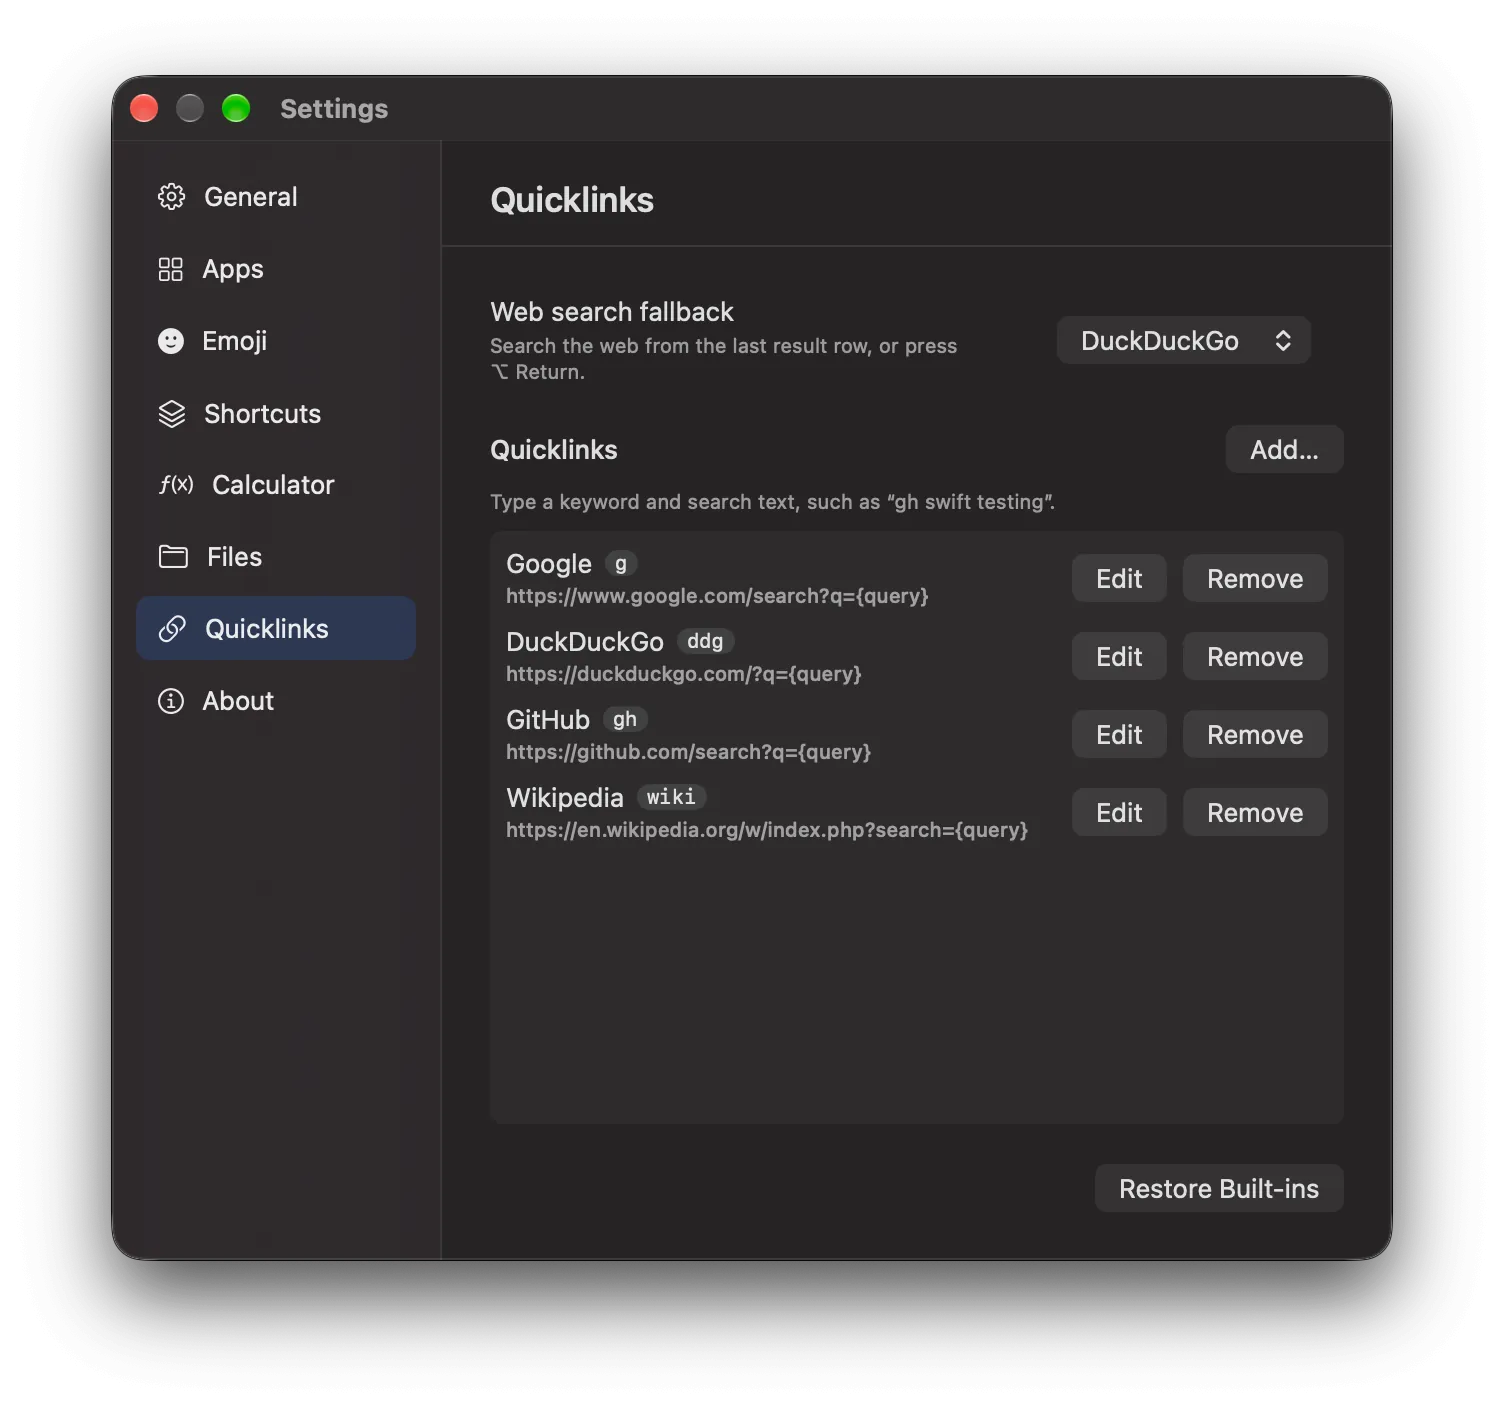 Settings
General
Apps
Emoji
Shortcuts
f(x) Calculator
Files
Quicklinks
About
Quicklinks
Web search fallback
Search the web from the last result row, or press
⌥ Return.
DuckDuckGo
Quicklinks
Add...
Type a keyword and search text, such as “gh swift testing”.
Google g
https://www.google.com/search?q={query}
Edit Remove
DuckDuckGo ddg
https://duckduckgo.com/?q={query}
Edit Remove
GitHub gh
https://github.com/search?q={query}
Edit Remove
Wikipedia wiki
https://en.wikipedia.org/w/index.php?search={query}
Edit Remove
Restore Built-ins